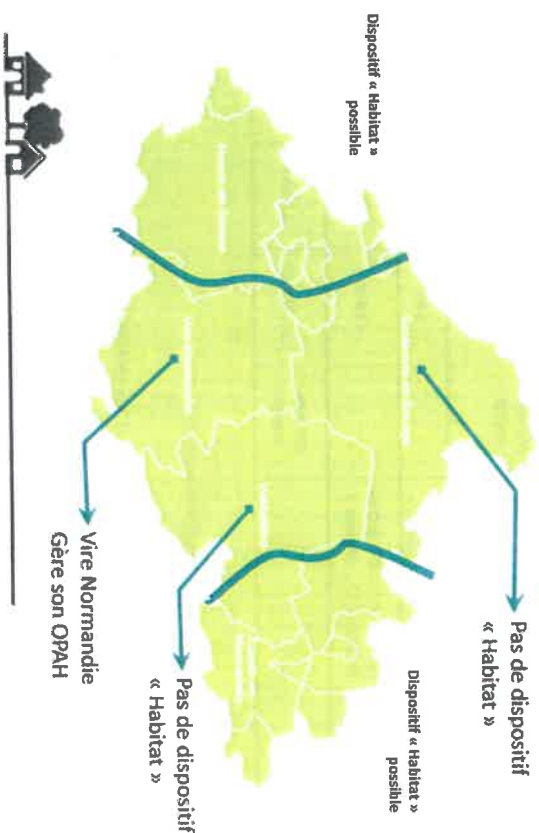 Pas de dispositif
« Habitat »
Dispositif « Habitat »
possible
Dispositif « Habitat »
possible
Pas de dispositif
« Habitat »
Vire Normandie
Gère son OPAH